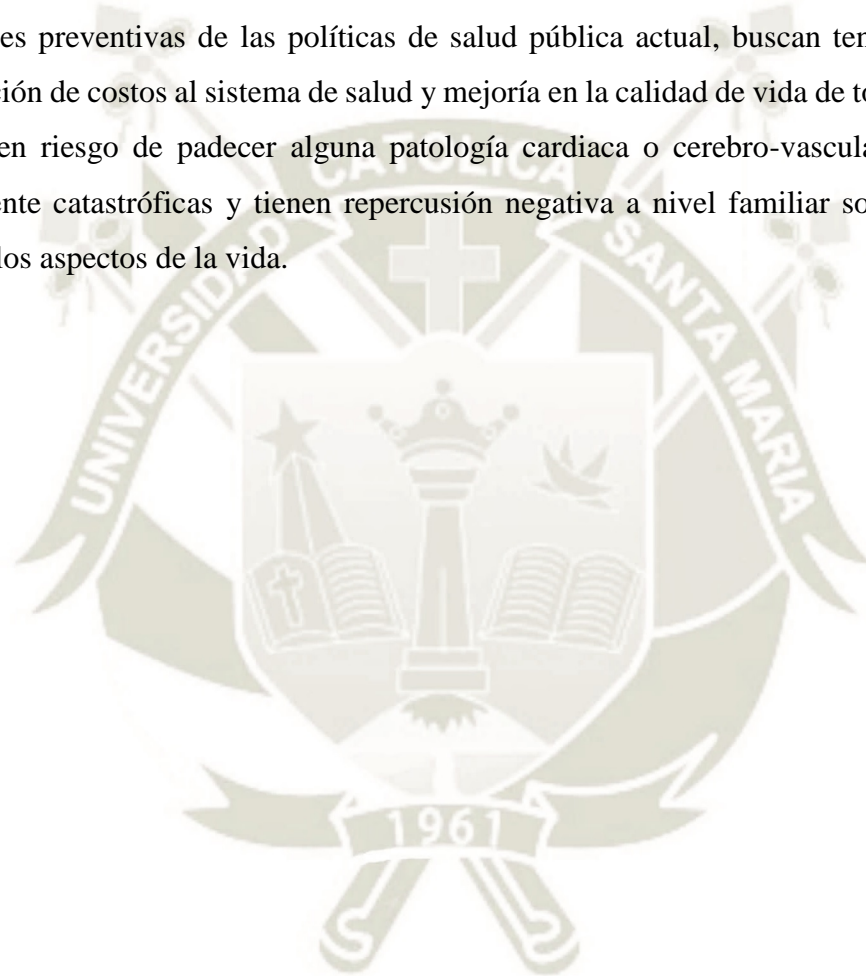 es preventivas de las políticas de salud pública actual, buscan ten
ción de costos al sistema de salud y mejoría en la calidad de vida de to
en riesgo de padecer alguna patología cardiaca o cerebro-vascula
ente catastróficas y tienen repercusión negativa a nivel familiar so
los aspectos de la vida.
UNIVERSIDAD CATOLICA SANTA MARIA
1961